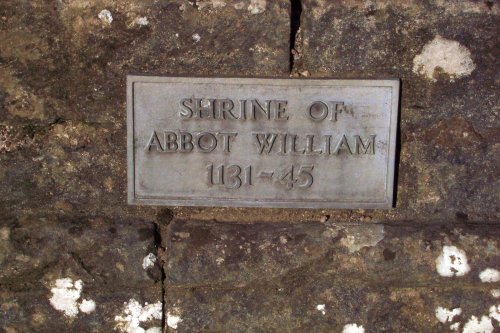 SHRINE OF
ABBOT WILLIAM
1131-45